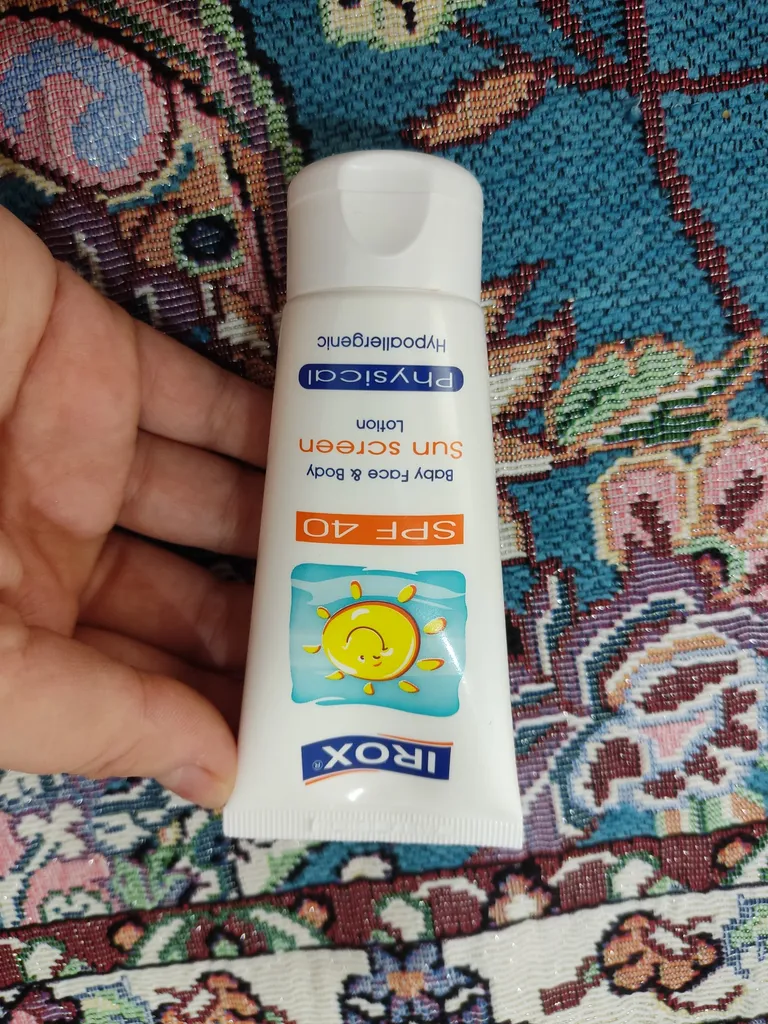 IROX®
SPF 40
Baby Face & Body
Sun screen
Lotion
Physical
Hypoallergenic